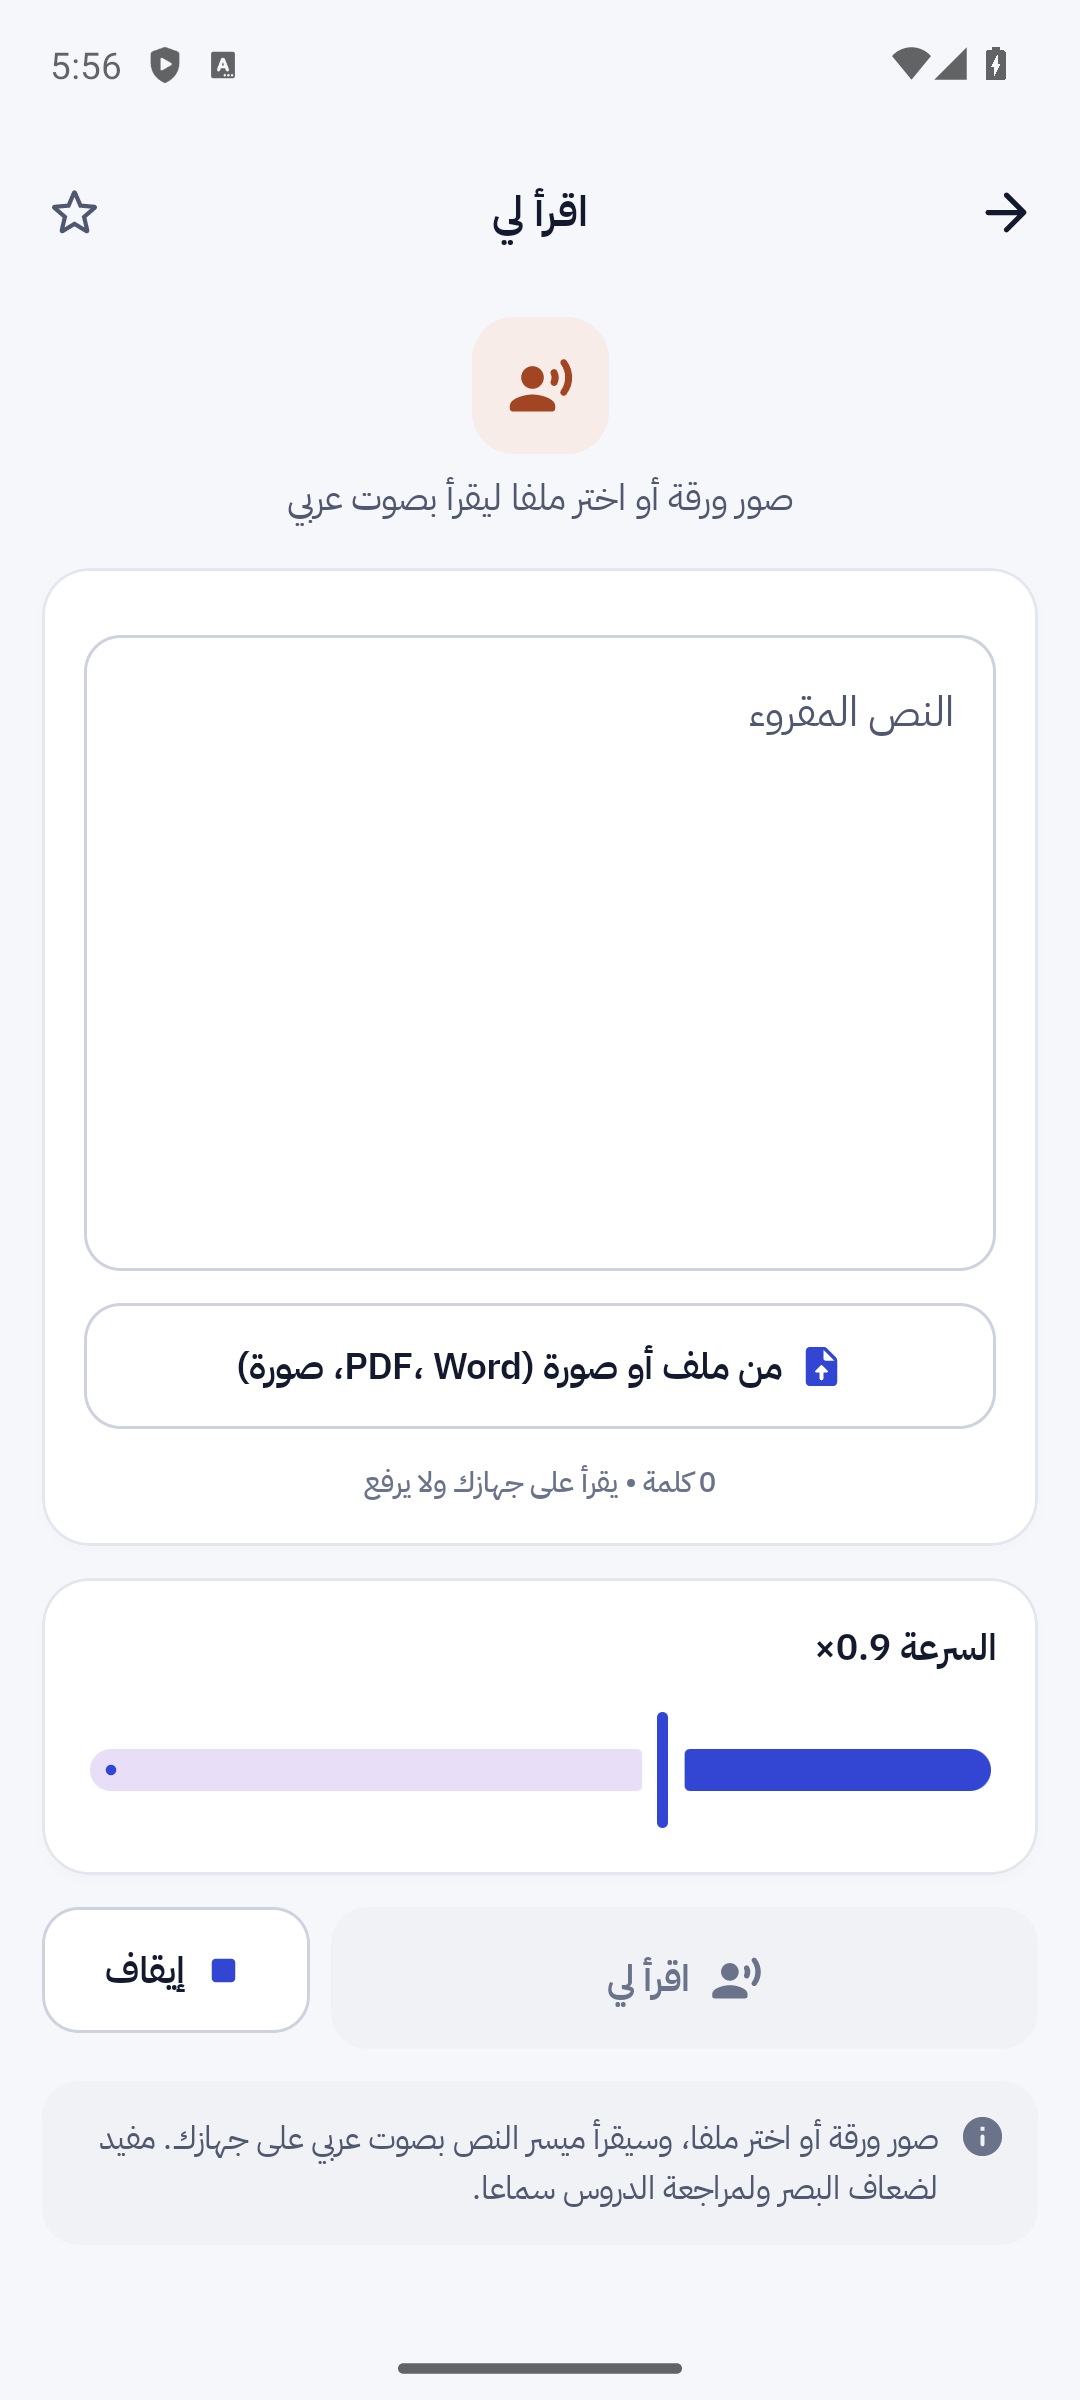 5:56
اقرأ لي
صور ورقة أو اختر ملفا ليقرأ بصوت عربي
النص المقروء
من ملف أو صورة (PDF، Word، صورة)
0 كلمة • يقرأ على جهازك ولا يرفع
السرعة 0.9×
اقرأ لي
إيقاف
صور ورقة أو اختر ملفا، وسيقرأ ميسر النص بصوت عربي على جهازك. مفيد
لضعاف البصر ولمراجعة الدروس سماعا.